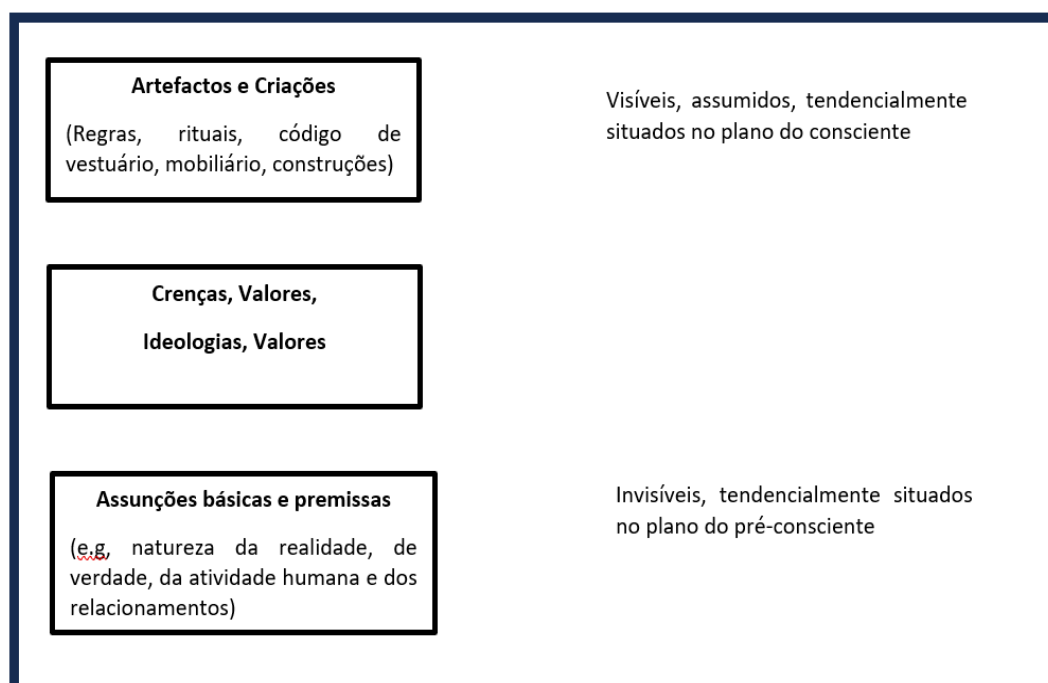 Artefactos e Criações
(Regras, rituais, código de
vestuário, mobiliário, construções)
Visíveis, assumidos, tendencialmente
situados no plano do consciente
Crenças, Valores,
Ideologias, Valores
Assunções básicas e premissas
(e.g, natureza da realidade, de
verdade, da atividade humana e dos
relacionamentos)
Invisíveis, tendencialmente situados
no plano do pré-consciente